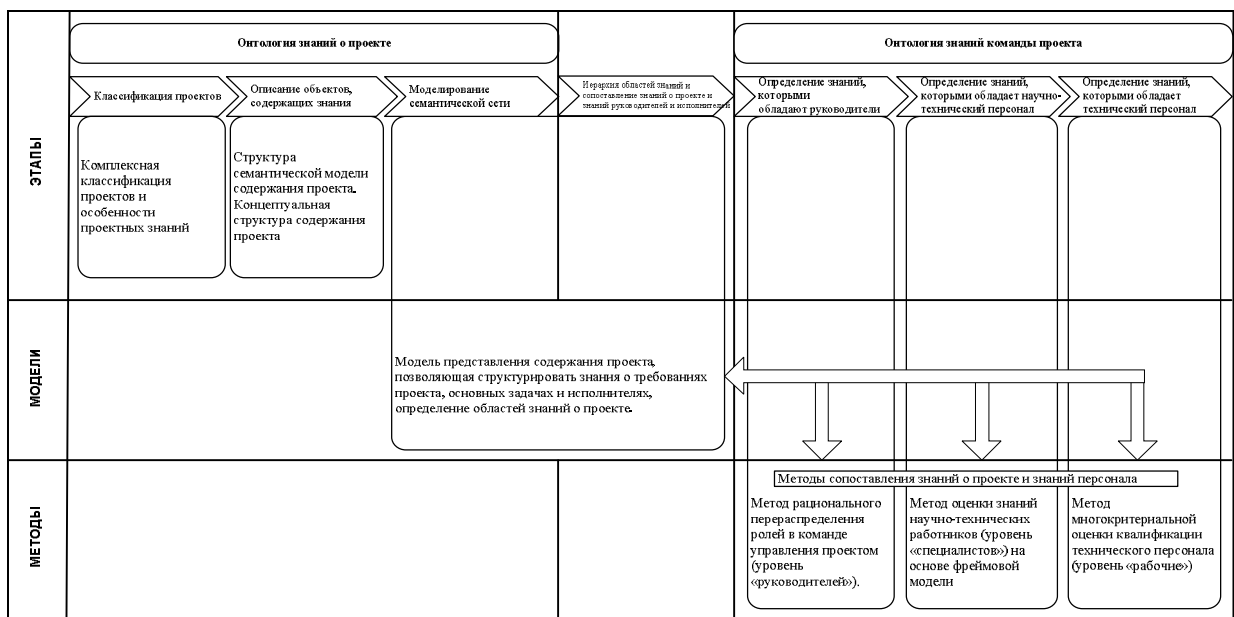 Онтология знаний о проекте
Онтология знаний команды проекта
ЭТАПЫ
Классификация проектов
Описание объектов,
содержащих знания
Моделирование
семантической сети
Иерархия областей знаний и
сопоставление знаний о проекте и
знаний руководителей и исполнителей
Определение знаний,
которыми
обладают руководители
Определение знаний,
которыми обладает научно-
технический персонал
Определение знаний,
которыми обладает
технический персонал
Комплексная
классификация
проектов и
особенности
проектных знаний
Структура
семантической модели
содержания проекта.
Концептуальная
структура содержания
проекта
МОДЕЛИ
Модель представления содержания проекта,
позволяющая структурировать знания о требованиях
проекта, основных задачах и исполнителях,
определение областей знаний о проекте.
МЕТОДЫ
Методы сопоставления знаний о проекте и знаний персонала
Метод рационального
перераспределения
ролей в команде
управления проектом
(уровень
«руководителей»).
Метод оценки знаний
научно-технических
работников (уровень
«специалистов») на
основе фреймовой
модели
Метод
многокритериальной
оценки квалификации
технического персонала
(уровень «рабочие»)